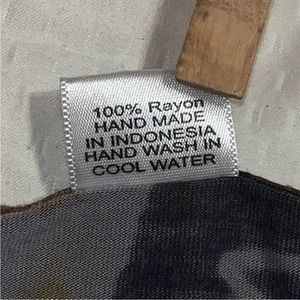 100% Rayon
HAND MADE
IN INDONESIA
HAND WASH IN
COOL WATER